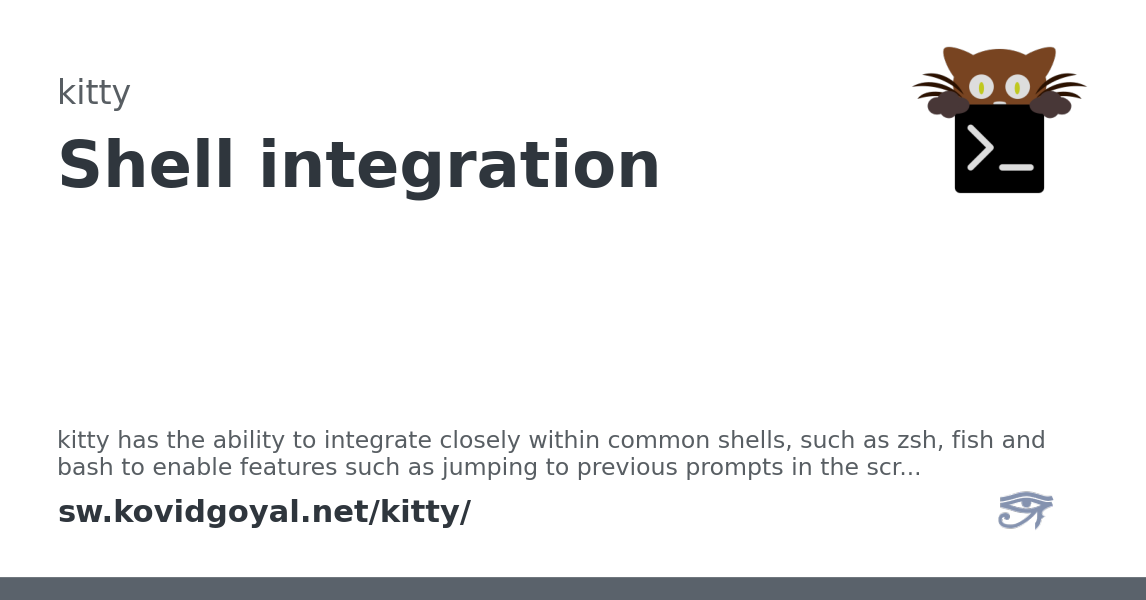 kitty
Shell integration
kitty has the ability to integrate closely within common shells, such as zsh, fish and
bash to enable features such as jumping to previous prompts in the scr...
sw.kovidgoyal.net/kitty/